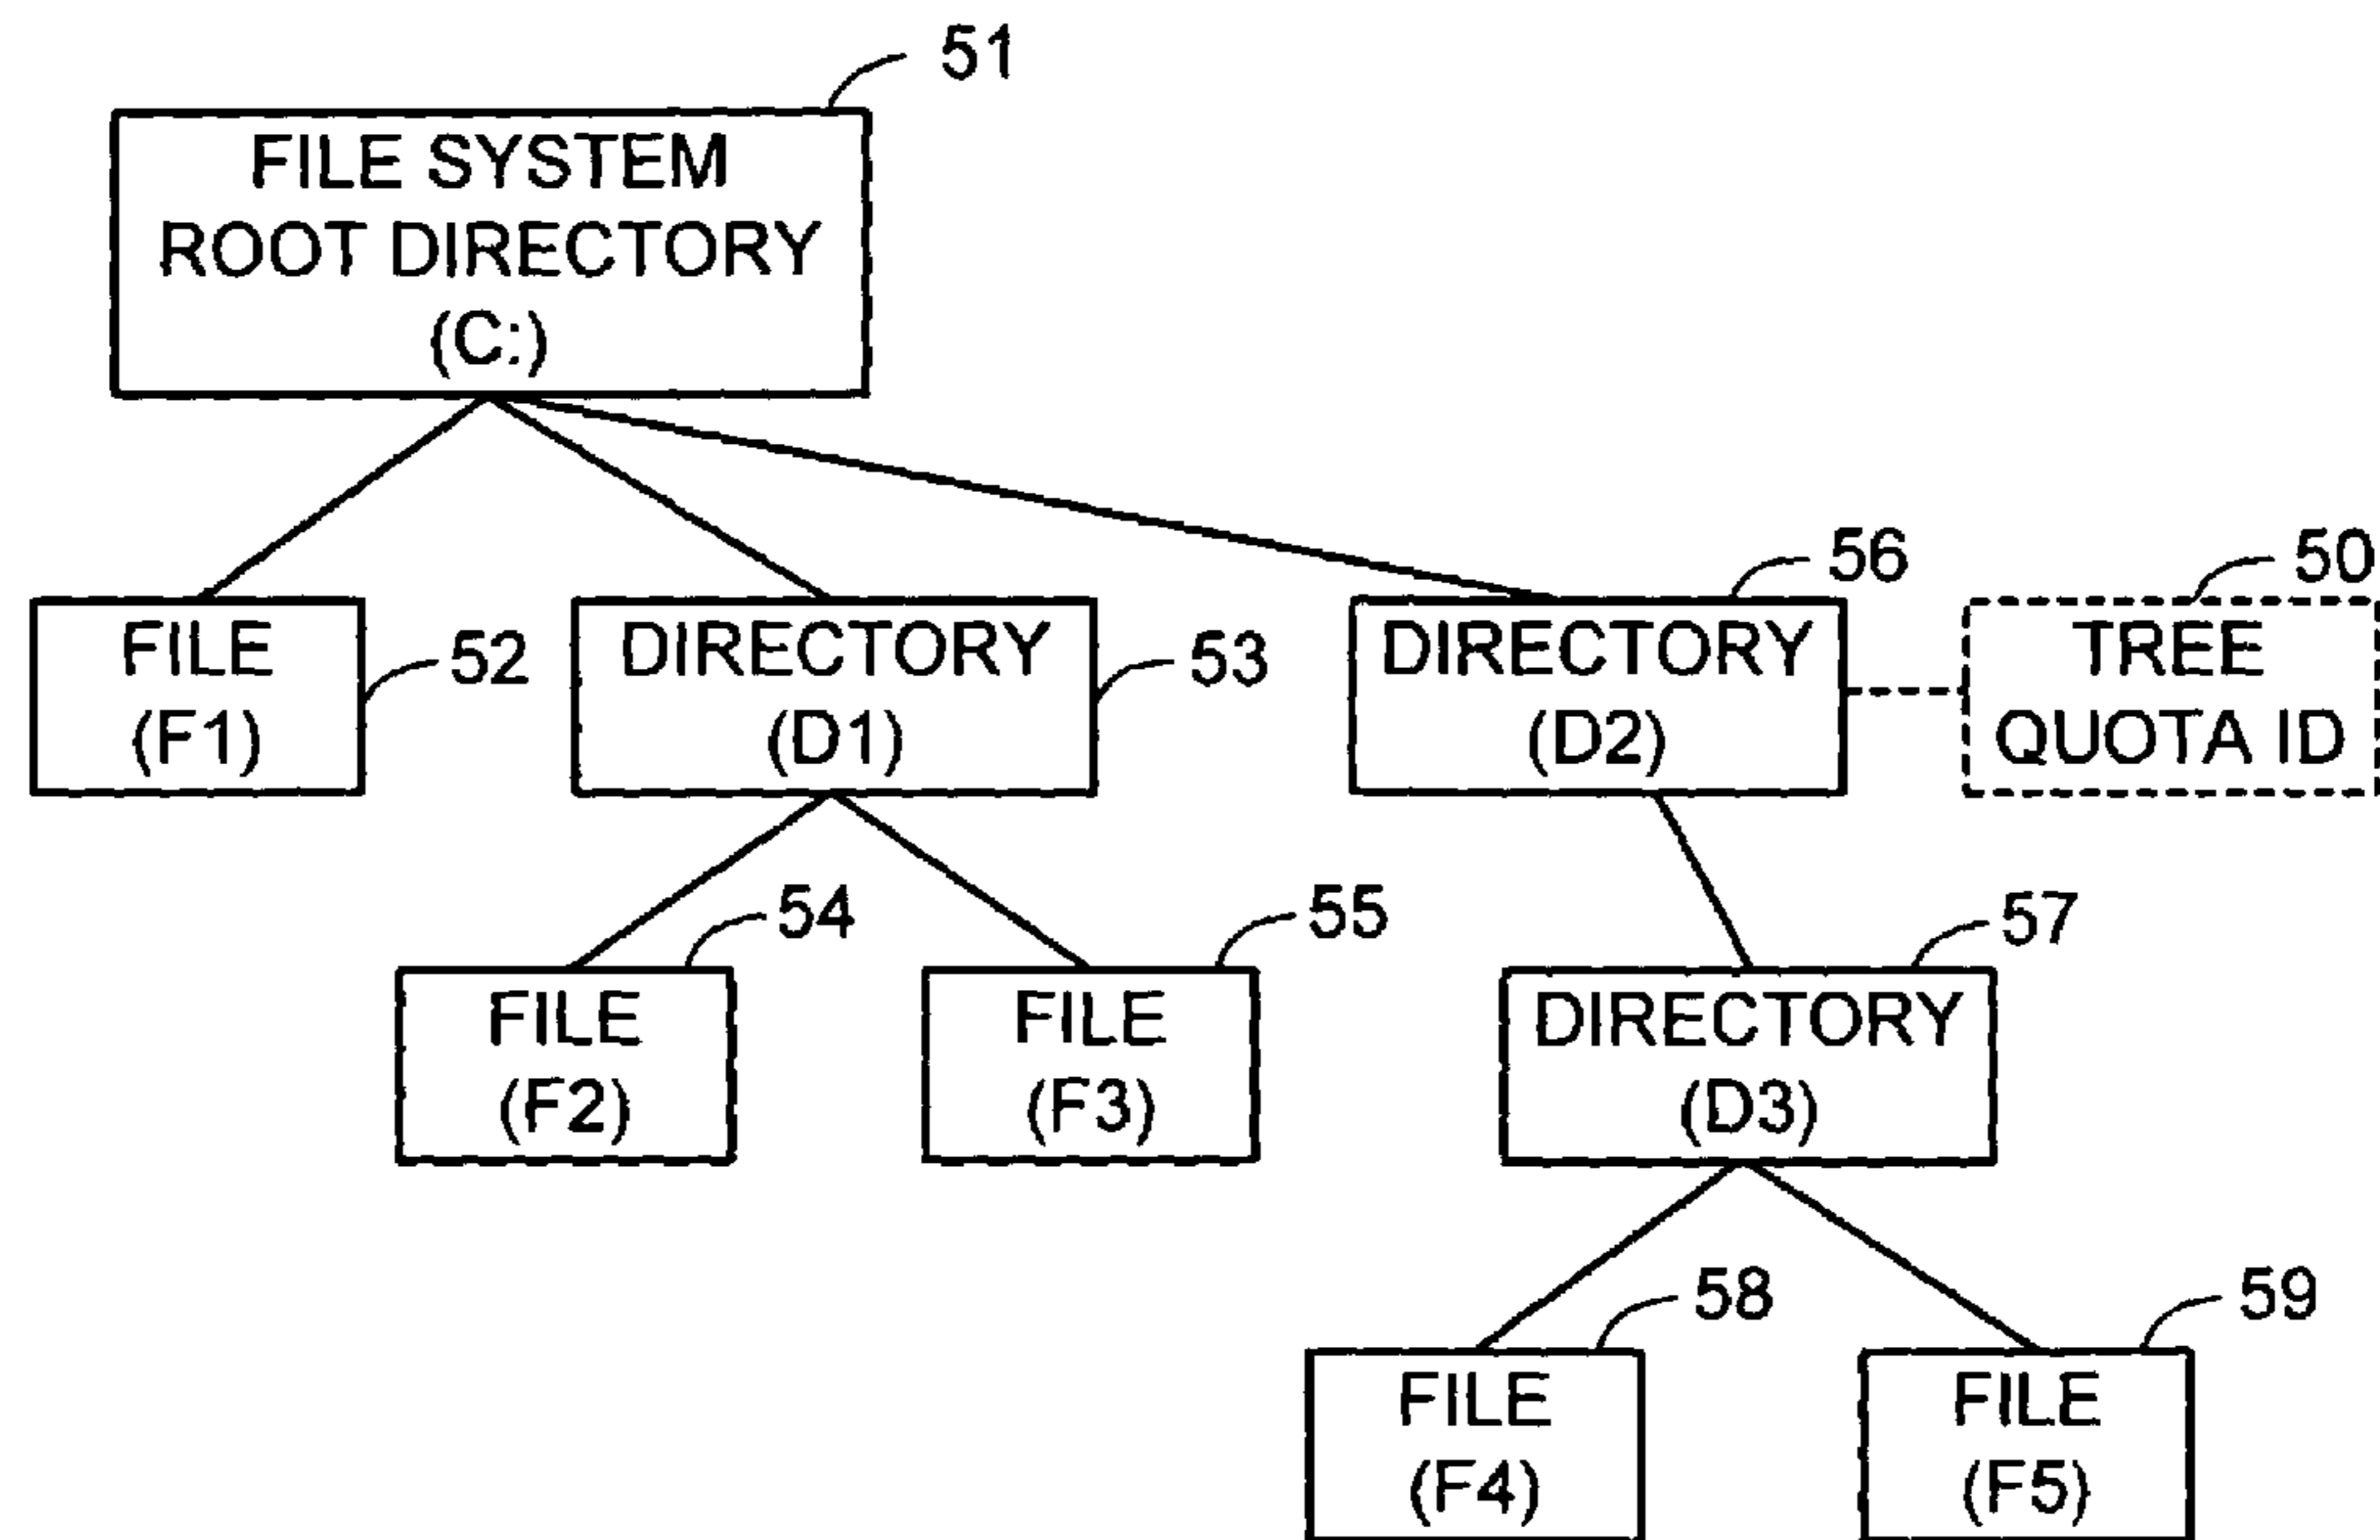 51
FILE SYSTEM
ROOT DIRECTORY
(C:)
56
50
FILE
(F1)
52
DIRECTORY
(D1)
53
DIRECTORY
(D2)
TREE
QUOTA ID
54
55
57
FILE
(F2)
FILE
(F3)
DIRECTORY
(D3)
58
59
FILE
(F4)
FILE
(F5)